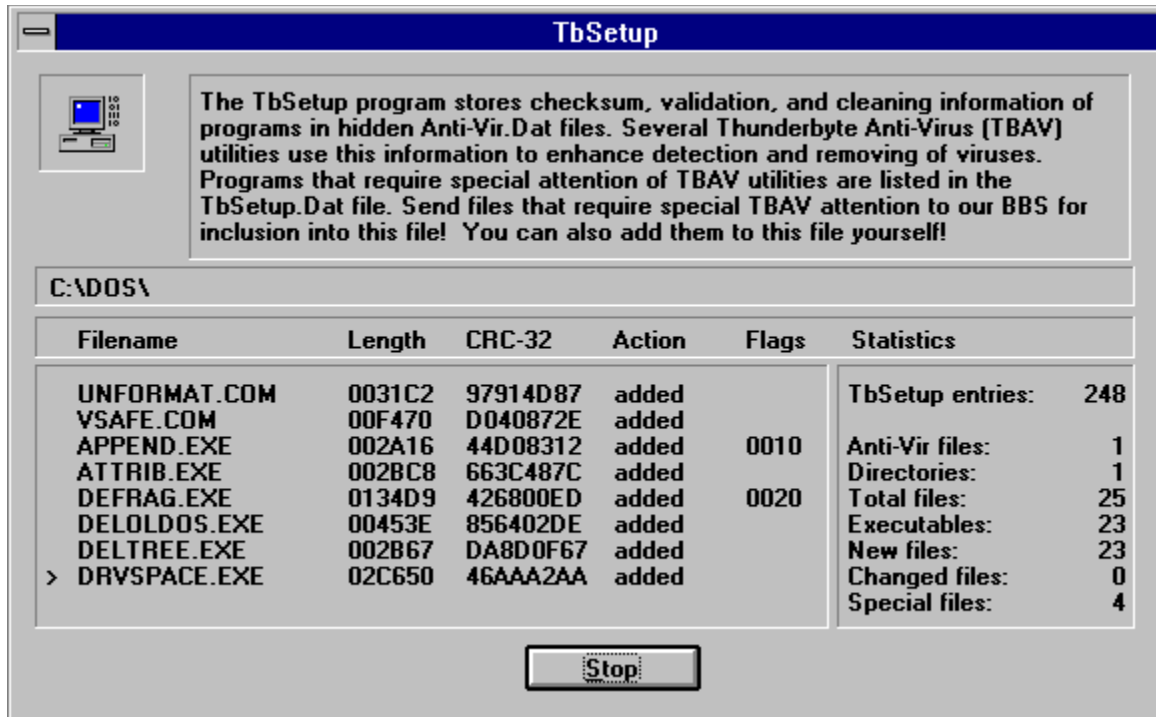 TbSetup
The TbSetup program stores checksum, validation, and cleaning information of
programs in hidden Anti-Vir.Dat files. Several Thunderbyte Anti-Virus (TBAV)
utilities use this information to enhance detection and removing of viruses.
Programs that require special attention of TBAV utilities are listed in the
TbSetup.Dat file. Send files that require special TBAV attention to our BBS for
inclusion into this file!  You can also add them to this file yourself!
C:\DOS\
Filename Length CRC-32 Action Flags Statistics
UNFORMAT.COM 0031C2 97914D87 added TbSetup entries: 248
VSAFE.COM 00F470 D040872E added
APPEND.EXE 002A16 44D08312 added 0010 Anti-Vir files: 1
ATTRIB.EXE 002BC8 663C487C added Directories: 1
DEFRAG.EXE 0134D9 426800ED added 0020 Total files: 25
DELOLDOS.EXE 00453E 856402DE added Executables: 23
DELTREE.EXE 002B67 DA8D0F67 added New files: 23
> DRVSPACE.EXE 02C650 46AAA2AA added Changed files: 0
Special files: 4
Stop